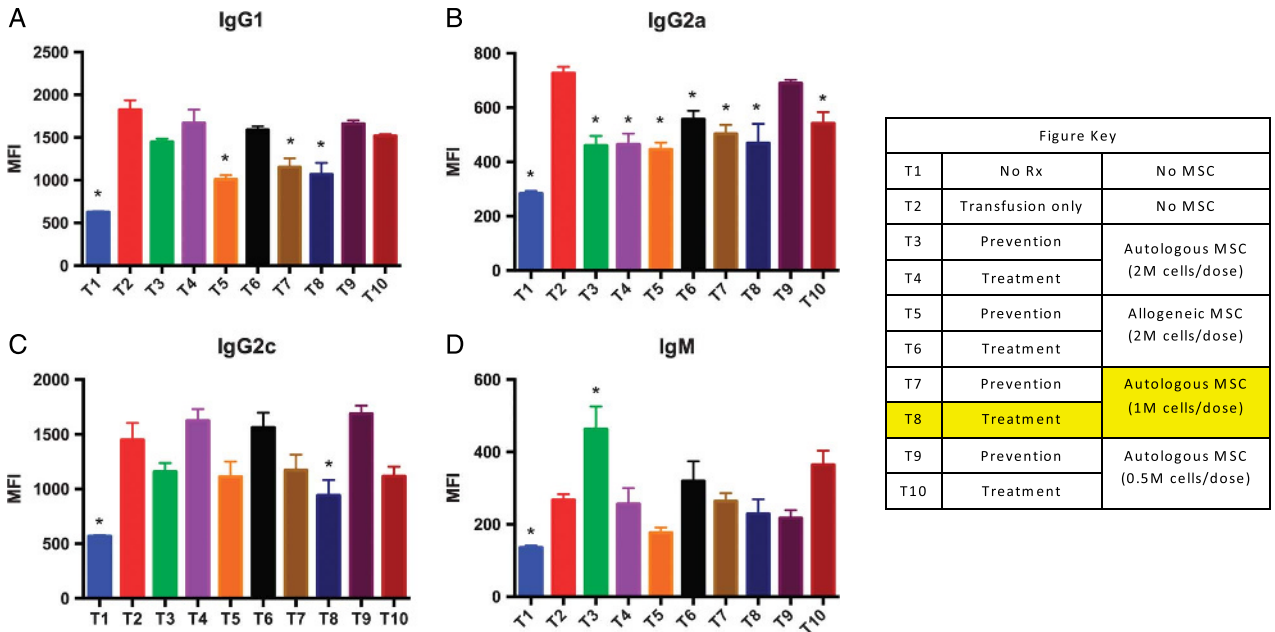 A
IgG1
2500
2000
1500
1000
500
0
MFI
*
*
*
*
T1 T2 T3 T4 T5 T6 T7 T8 T9 T10
B
IgG2a
800
600
400
200
0
MFI
*
*
*
*
*
*
*
*
T1 T2 T3 T4 T5 T6 T7 T8 T9 T10
C
IgG2c
2000
1500
1000
500
0
MFI
*
*
T1 T2 T3 T4 T5 T6 T7 T8 T9 T10
D
IgM
600
400
200
0
MFI
*
*
T1 T2 T3 T4 T5 T6 T7 T8 T9 T10
Figure Key
T1 No Rx No MSC
T2 Transfusion only No MSC
T3 Prevention
Autologous MSC
(2M cells/dose)
T4 Treatment
T5 Prevention
Allogeneic MSC
(2M cells/dose)
T6 Treatment
T7 Prevention
Autologous MSC
(1M cells/dose)
T8 Treatment
T9 Prevention
Autologous MSC
(0.5M cells/dose)
T10 Treatment